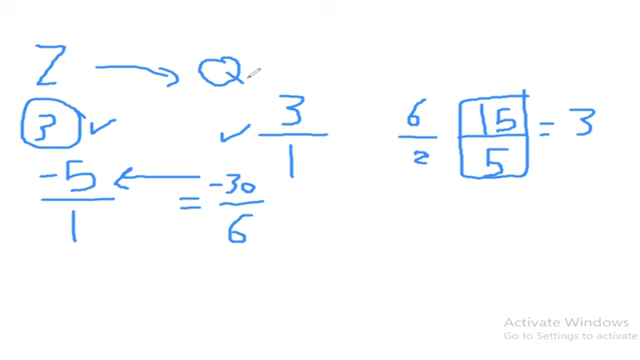 Z → Q
3 ✓ ✓ 3/1 6/2 15/5 = 3
-5/1 ← = -30/6
Activate Windows
Go to Settings to activate Windows.